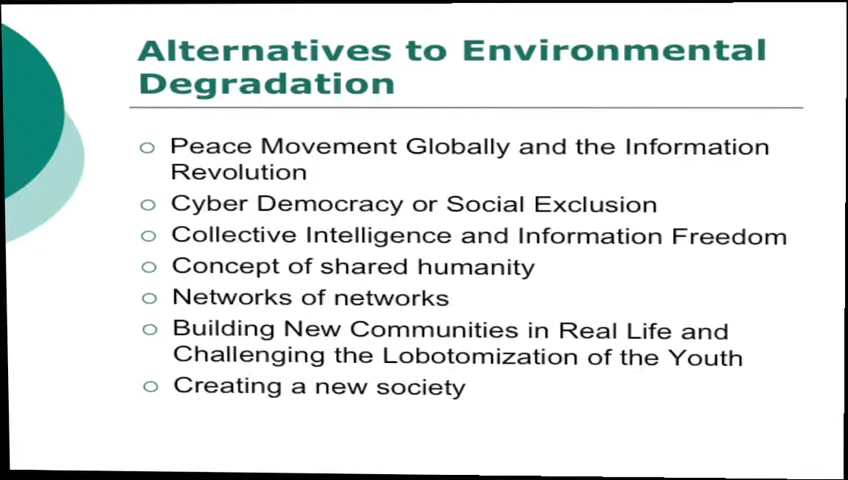 Alternatives to Environmental
Degradation
Peace Movement Globally and the Information
Revolution
Cyber Democracy or Social Exclusion
Collective Intelligence and Information Freedom
Concept of shared humanity
Networks of networks
Building New Communities in Real Life and
Challenging the Lobotomization of the Youth
Creating a new society